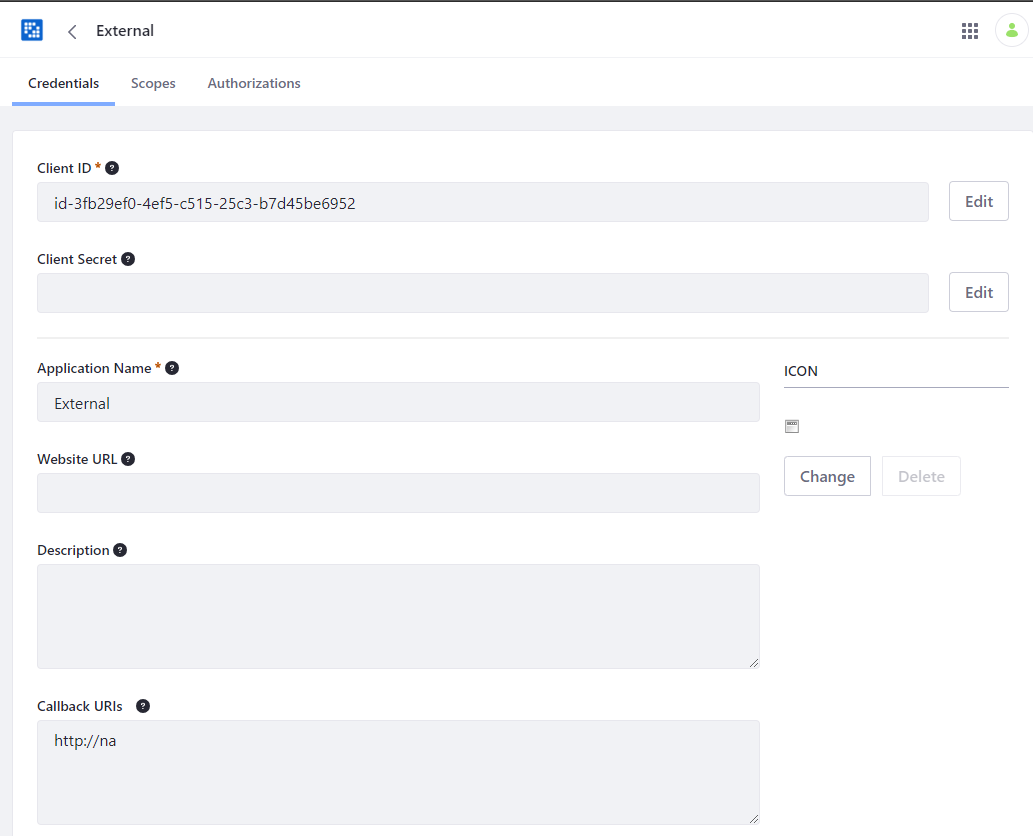 External
Credentials Scopes Authorizations
Client ID * ?
id-3fb29ef0-4ef5-c515-25c3-b7d45be6952 Edit
Client Secret ?
Edit
Application Name * ?
ICON
External
Website URL ?
Change Delete
Description ?
Callback URIs ?
http://na